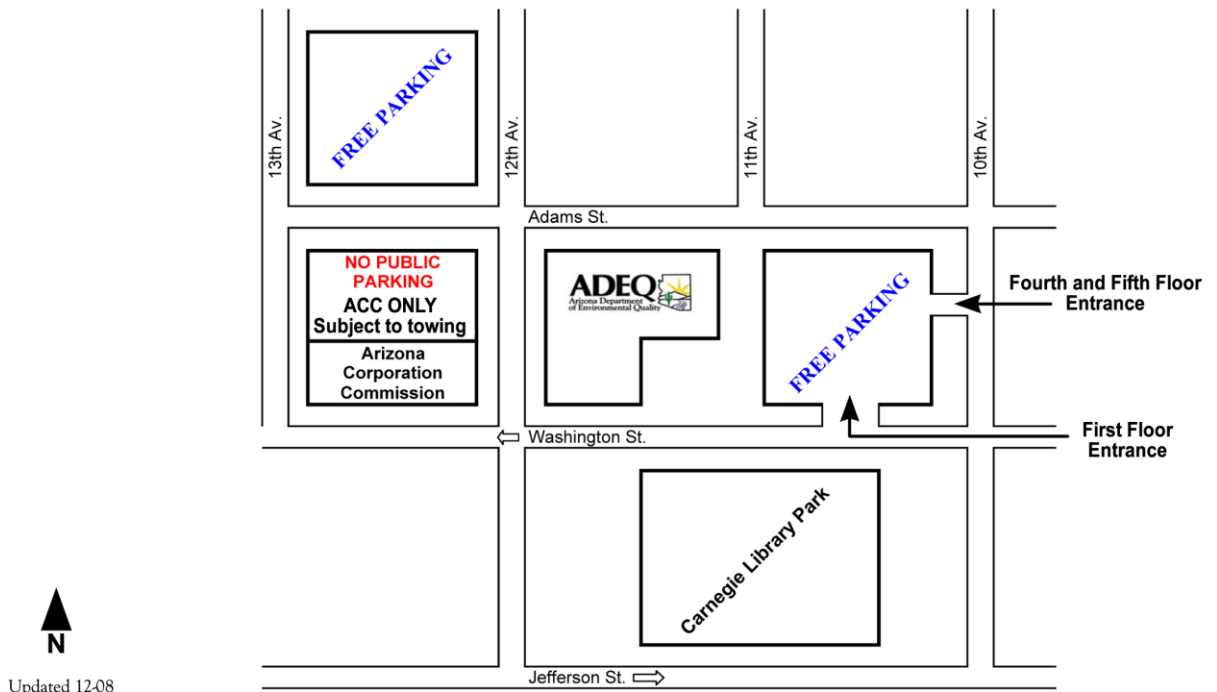 FREE PARKING
13th Av.
12th Av.
11th Av.
10th Av.
Adams St.
NO PUBLIC
PARKING
ACC ONLY
Subject to towing
Arizona
Corporation
Commission
ADEQ
Arizona Department
of Environmental Quality
FREE PARKING
Fourth and Fifth Floor
Entrance
Washington St.
First Floor
Entrance
Carnegie Library Park
N
Jefferson St.
Updated 12-08